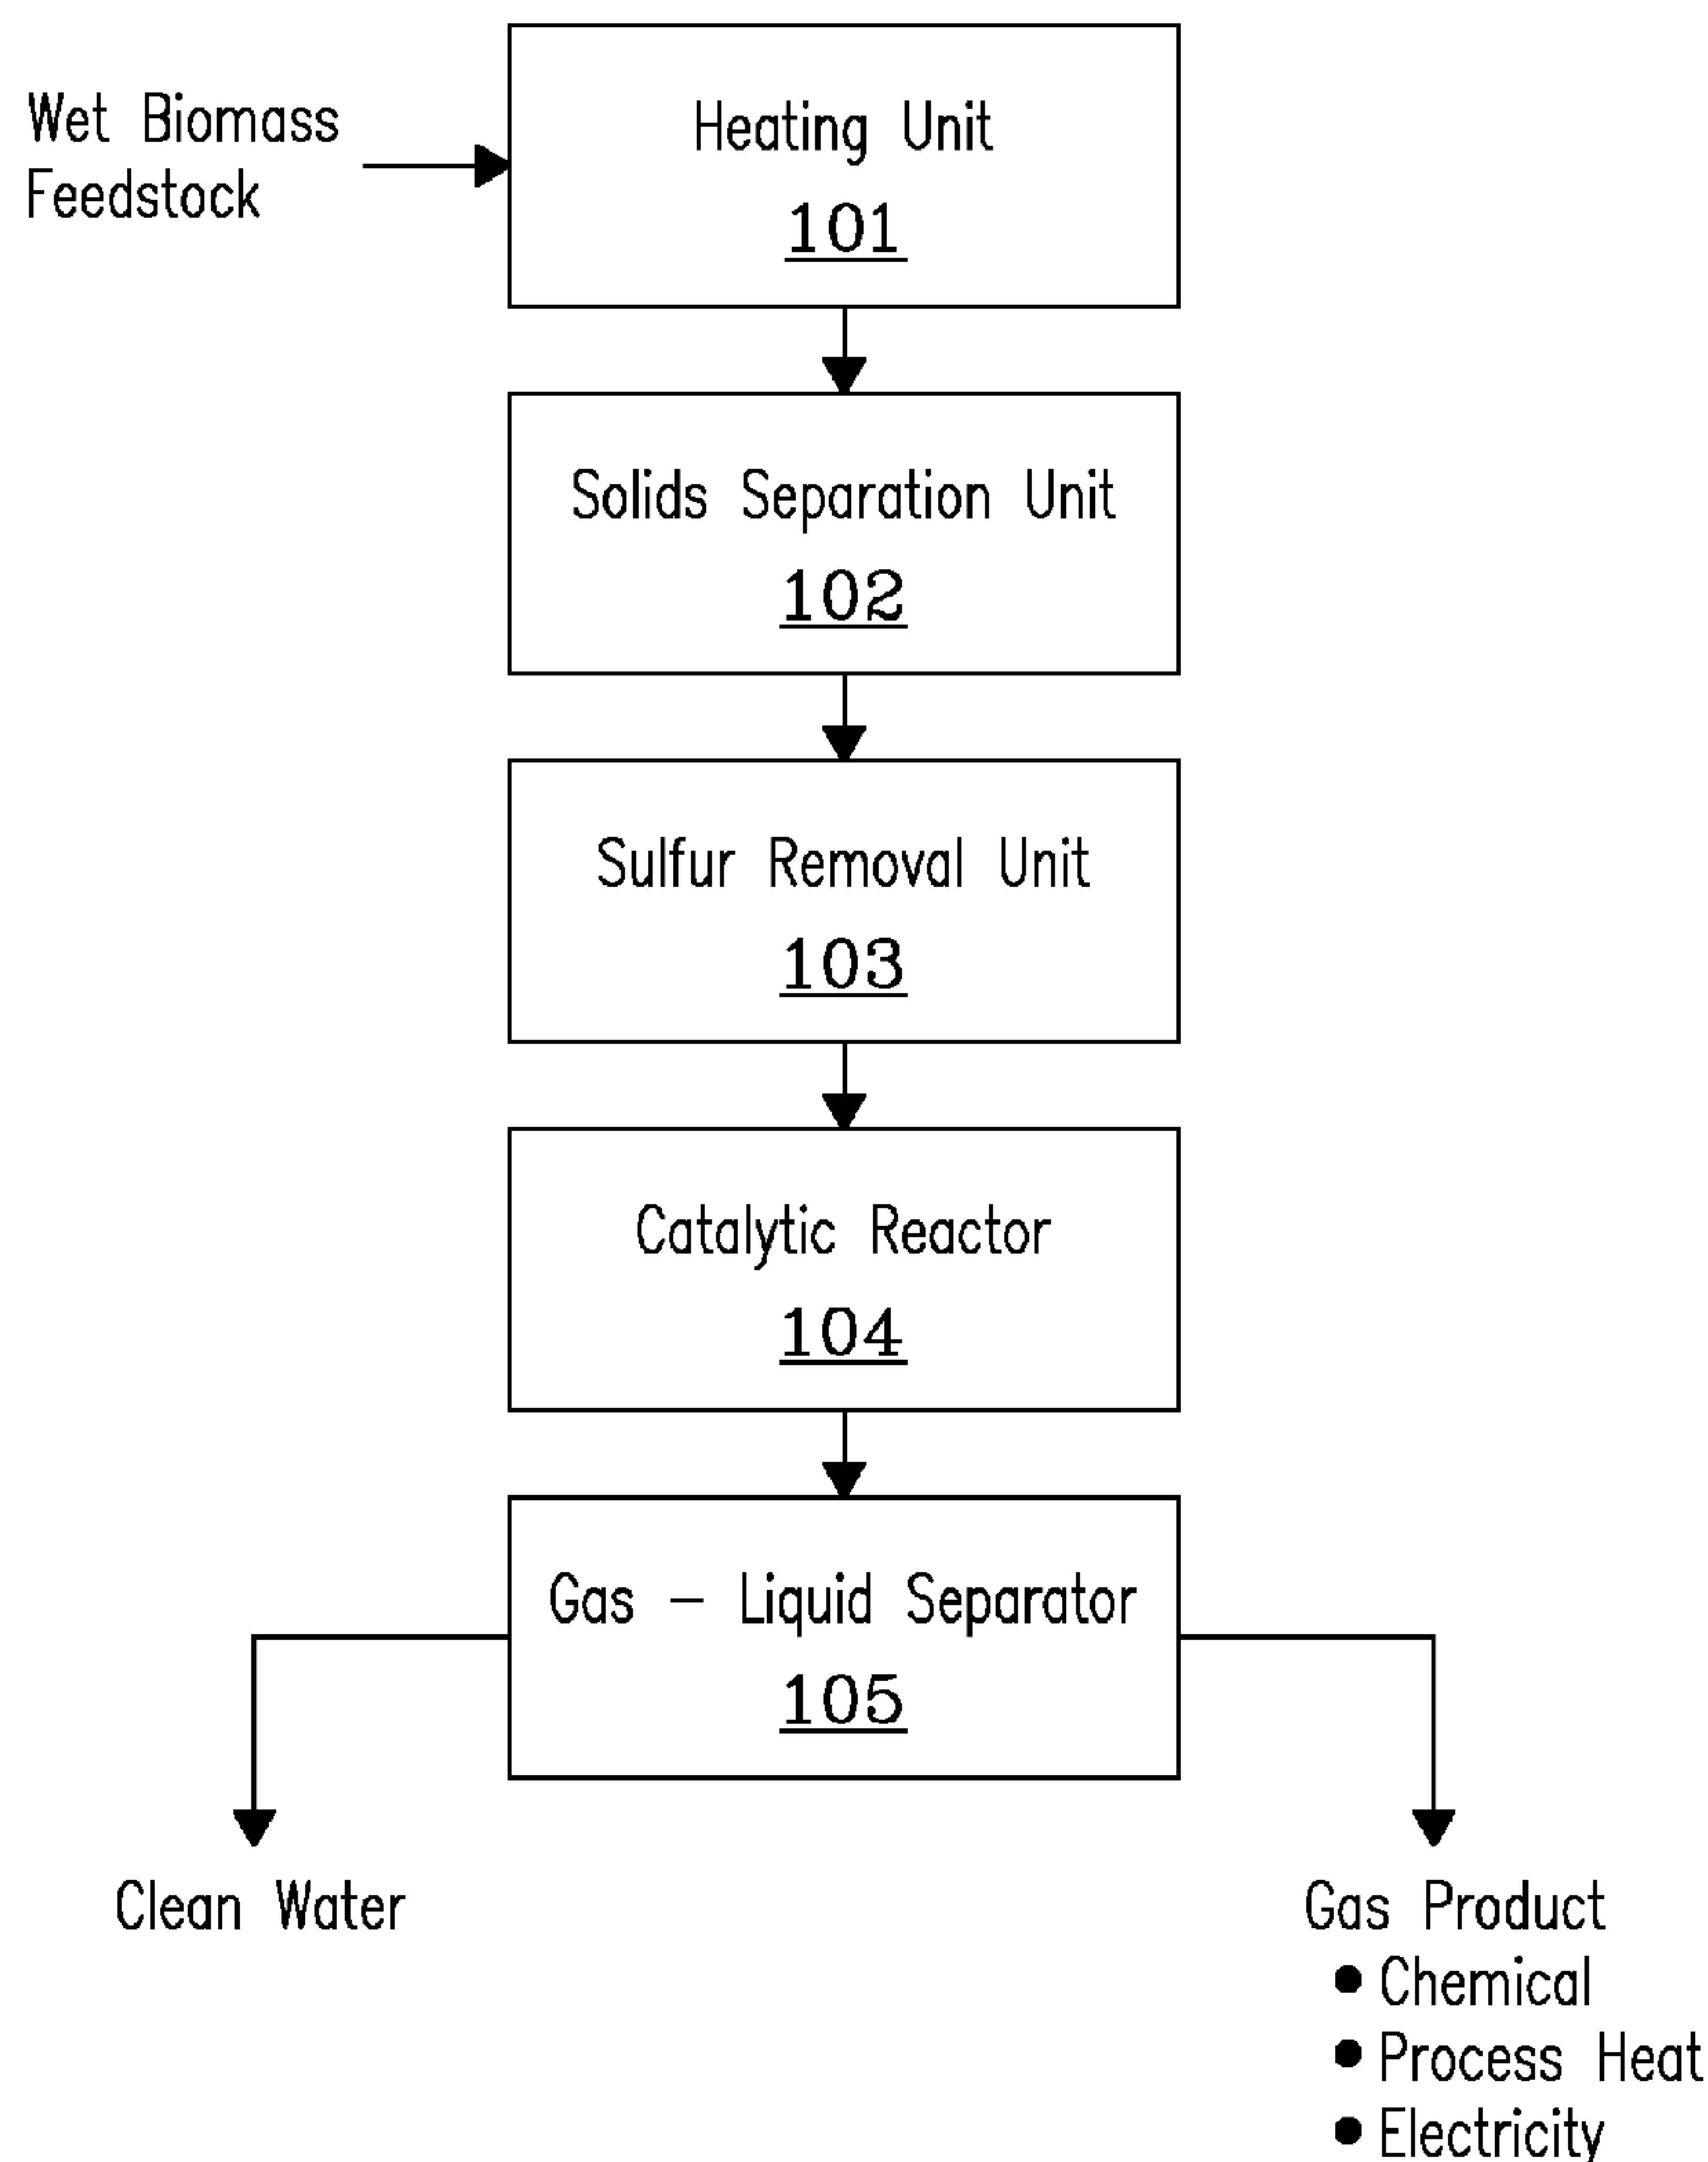 Wet Biomass
Feedstock
Heating Unit
101
Solids Separation Unit
102
Sulfur Removal Unit
103
Catalytic Reactor
104
Gas – Liquid Separator
105
Clean Water
Gas Product
● Chemical
● Process Heat
● Electricity